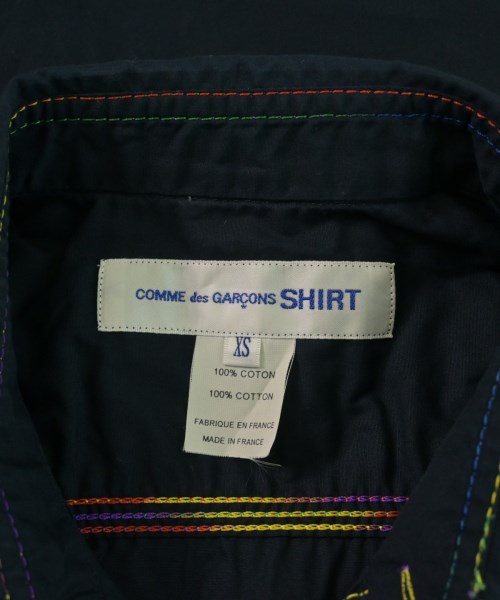 COMME des GARÇONS SHIRT
XS
100% COTON
100% COTTON
FABRIQUE EN FRANCE
MADE IN FRANCE